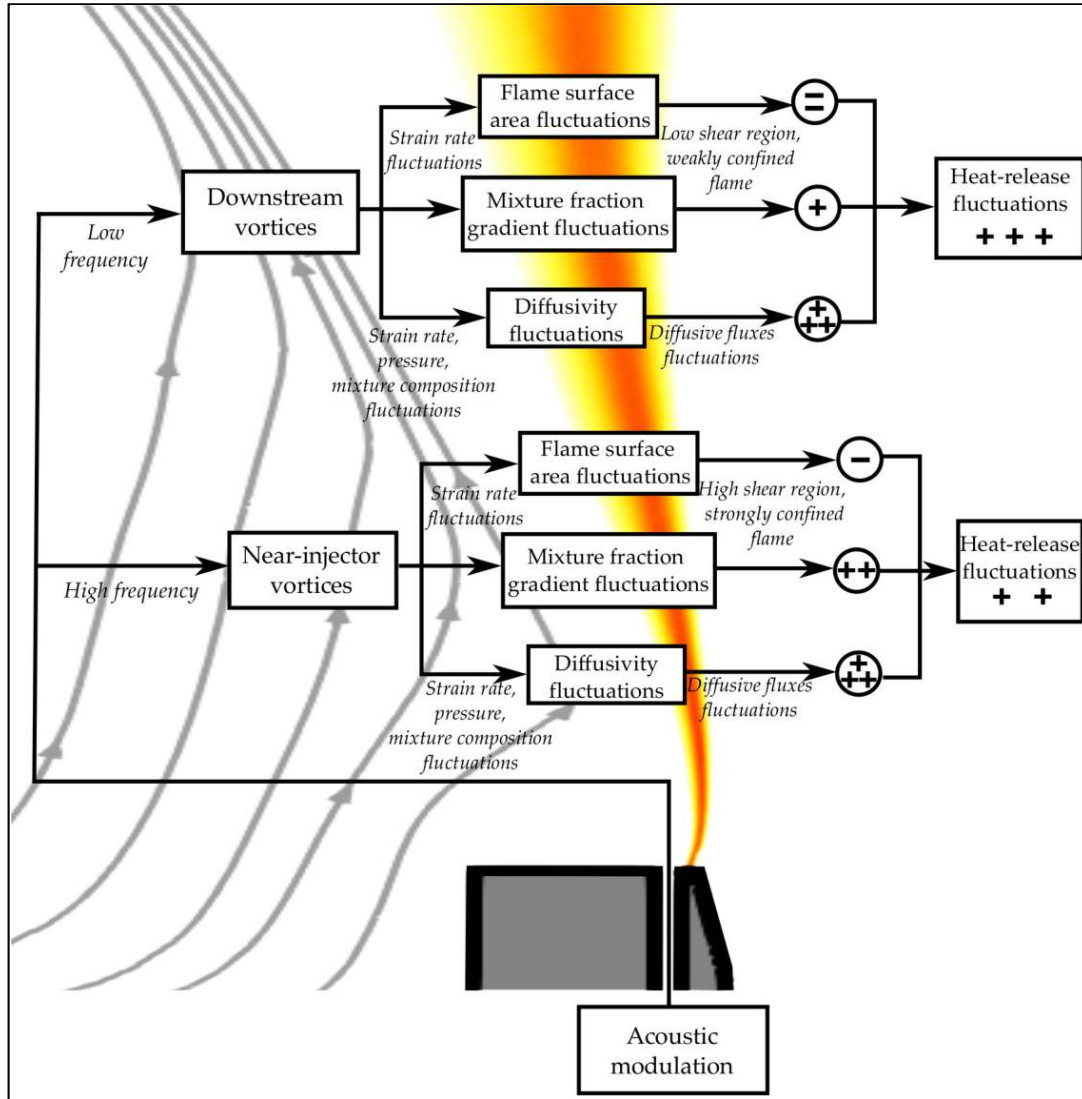 Flame surface
area fluctuations
=
Strain rate
fluctuations
Low shear region,
weakly confined
flame
Downstream
vortices
Mixture fraction
gradient fluctuations
+
Heat-release
fluctuations
+ + +
Low
frequency
Diffusivity
fluctuations
+
++
Strain rate,
pressure,
mixture composition
fluctuations
Diffusive fluxes
fluctuations
Flame surface
area fluctuations
-
Strain rate
fluctuations
High shear region,
strongly confined
flame
Near-injector
vortices
High frequency
Mixture fraction
gradient fluctuations
++
Heat-release
fluctuations
+ +
Diffusivity
fluctuations
+
++
Strain rate,
pressure,
mixture composition
fluctuations
Diffusive fluxes
fluctuations
Acoustic
modulation